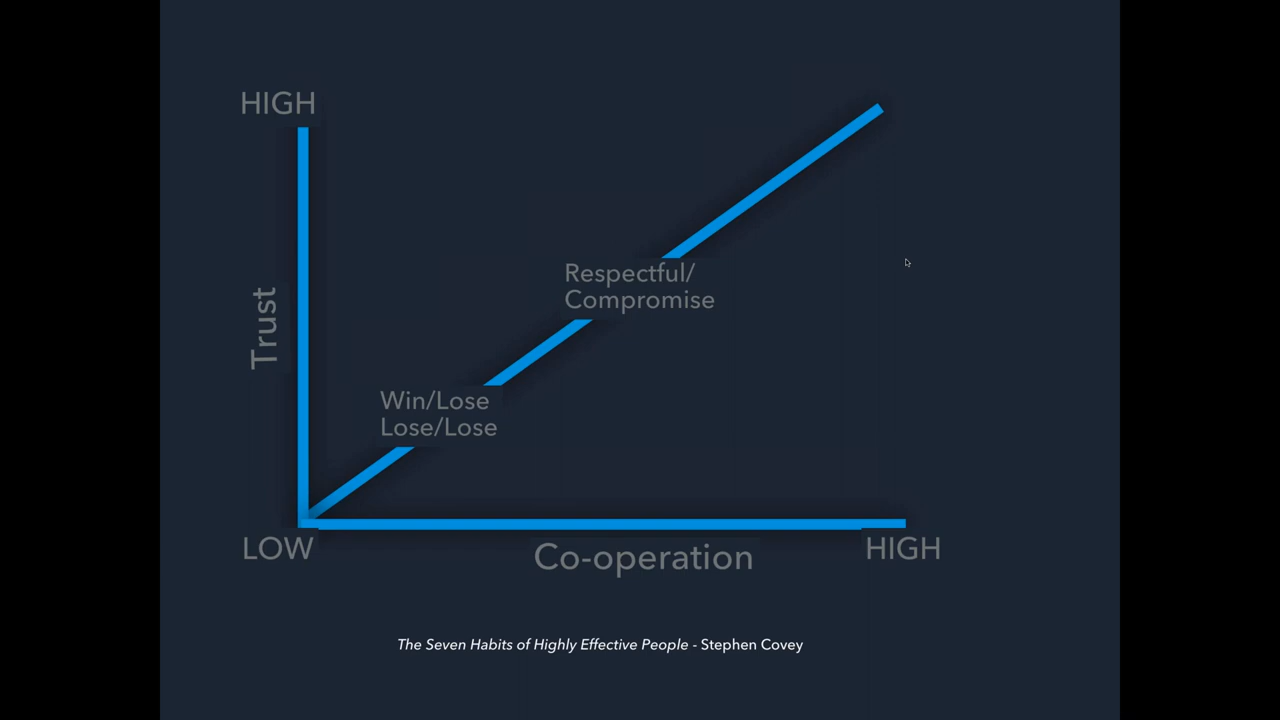 HIGH
Trust
Respectful/
Compromise
Win/Lose
Lose/Lose
LOW
Co-operation
HIGH
The Seven Habits of Highly Effective People - Stephen Covey